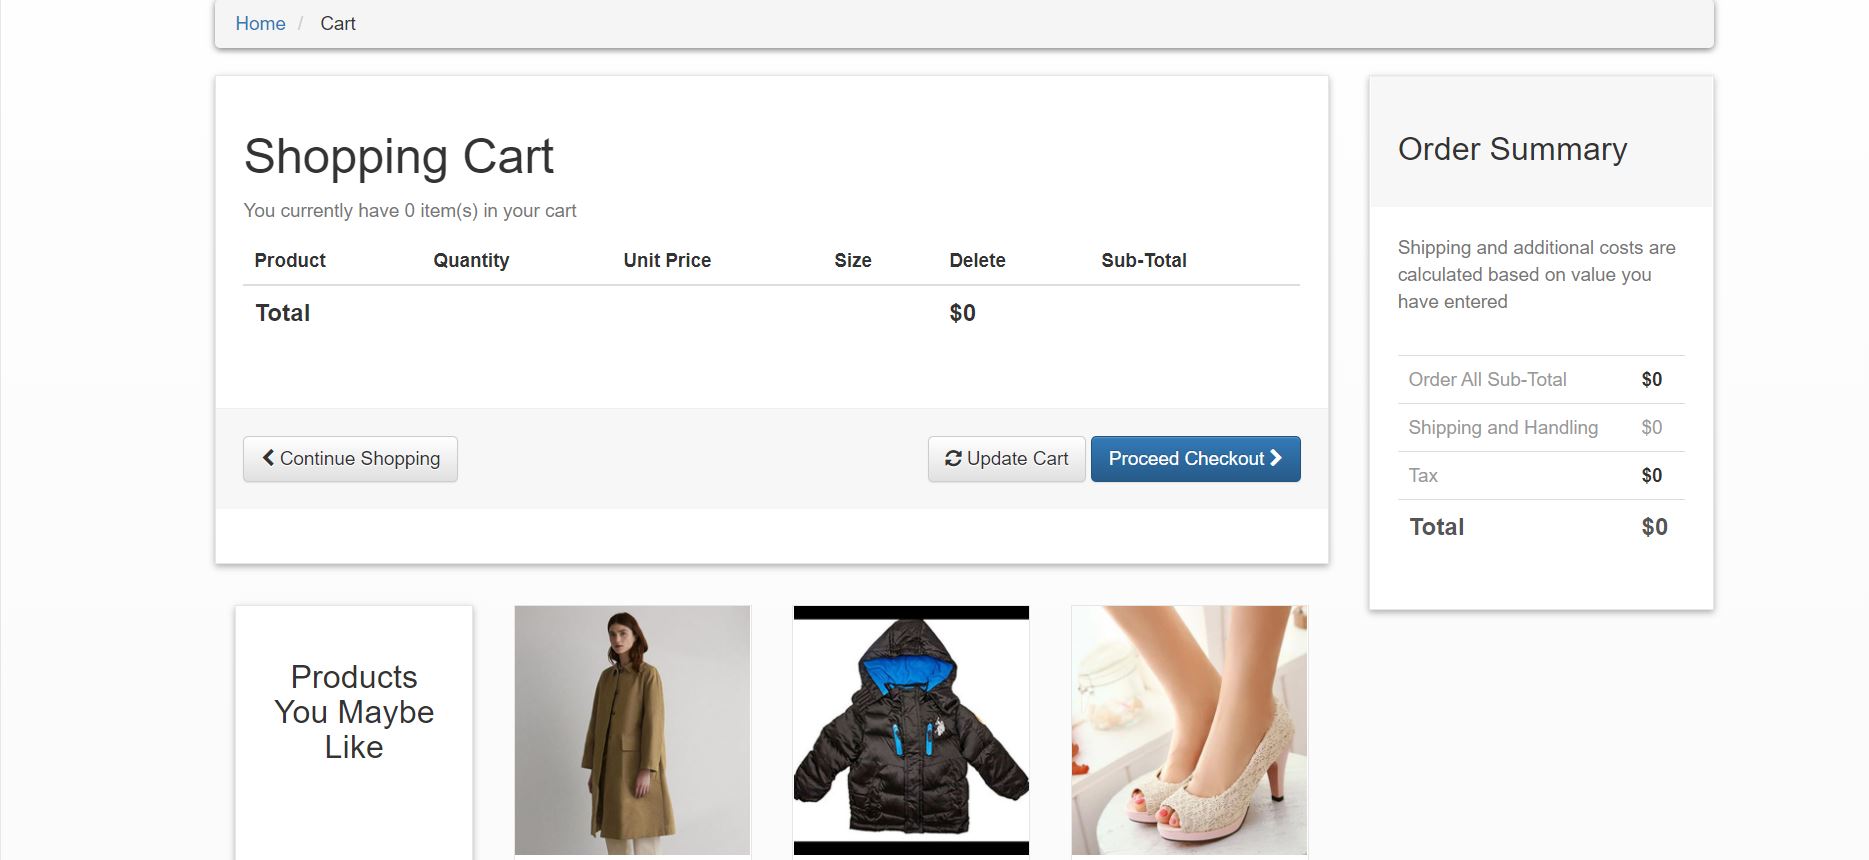 Home / Cart
Shopping Cart
You currently have 0 item(s) in your cart
Product Quantity Unit Price Size Delete Sub-Total
Total $0
Continue Shopping Update Cart Proceed Checkout
Order Summary
Shipping and additional costs are
calculated based on value you
have entered
Order All Sub-Total $0
Shipping and Handling $0
Tax $0
Total $0
Products
You Maybe
Like